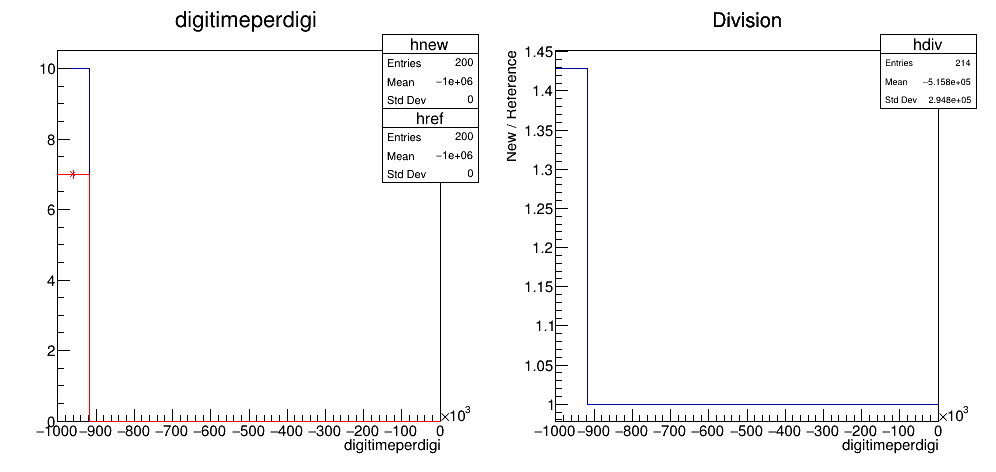 digitimeperdigi
hnew
Entries 200
Mean −1e+06
Std Dev 0
href
Entries 200
Mean −1e+06
Std Dev 0
10
8
6
4
2
0
−1000 −900 −800 −700 −600 −500 −400 −300 −200 −100 0
×10³
digitimeperdigi
Division
hdiv
Entries 214
Mean −5.158e+05
Std Dev 2.948e+05
New / Reference
1.45
1.4
1.35
1.3
1.25
1.2
1.15
1.1
1.05
1
−1000 −900 −800 −700 −600 −500 −400 −300 −200 −100 0
×10³
digitimeperdigi